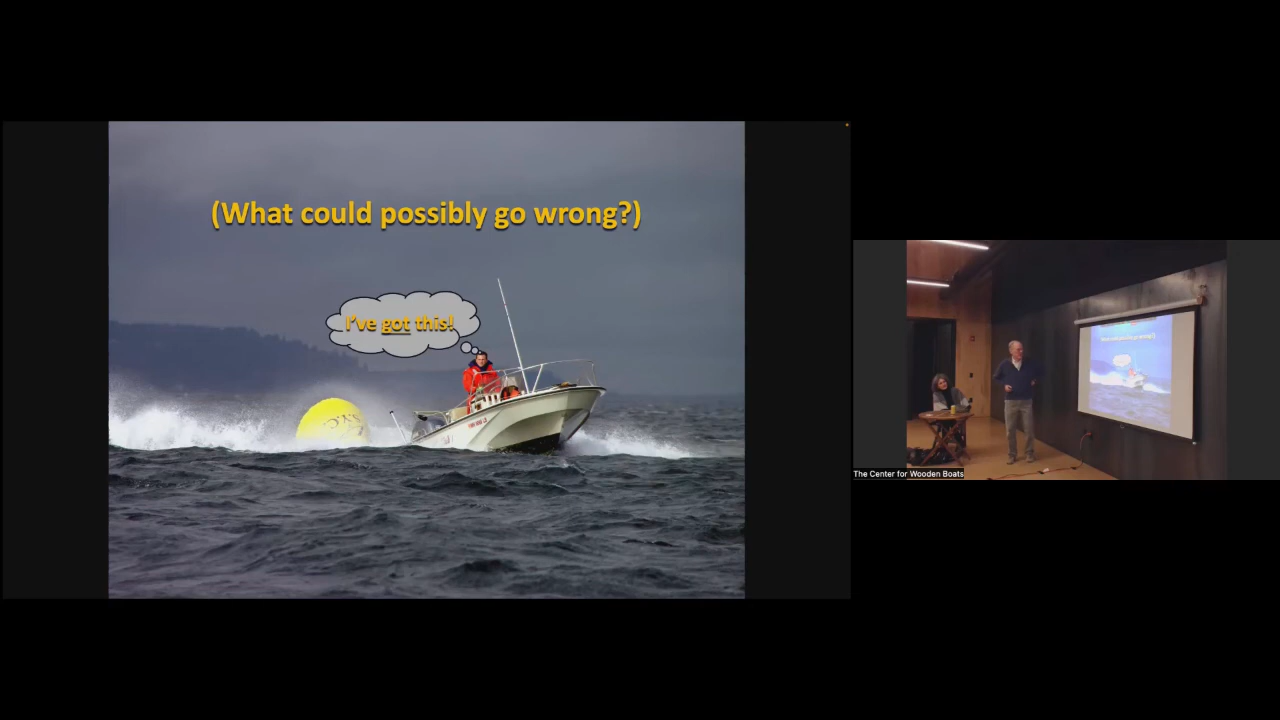 (What could possibly go wrong?)
I've got this!
The Center for Wooden Boats